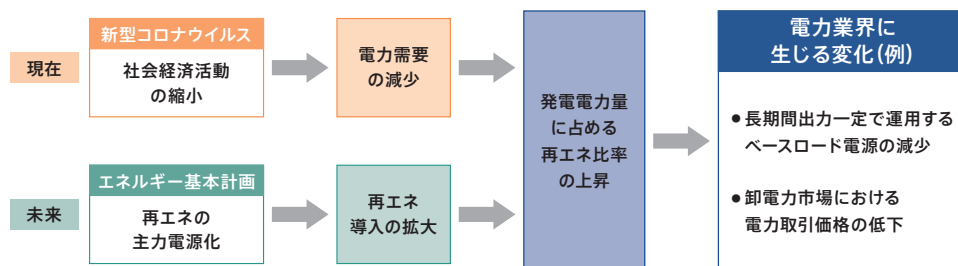 現在
新型コロナウイルス
社会経済活動
の縮小
電力需要
の減少
未来
エネルギー基本計画
再エネの
主力電源化
再エネ
導入の拡大
発電電力量
に占める
再エネ比率
の上昇
電力業界に
生じる変化(例)
●長期間出力一定で運用する
ベースロード電源の減少
●卸電力市場における
電力取引価格の低下